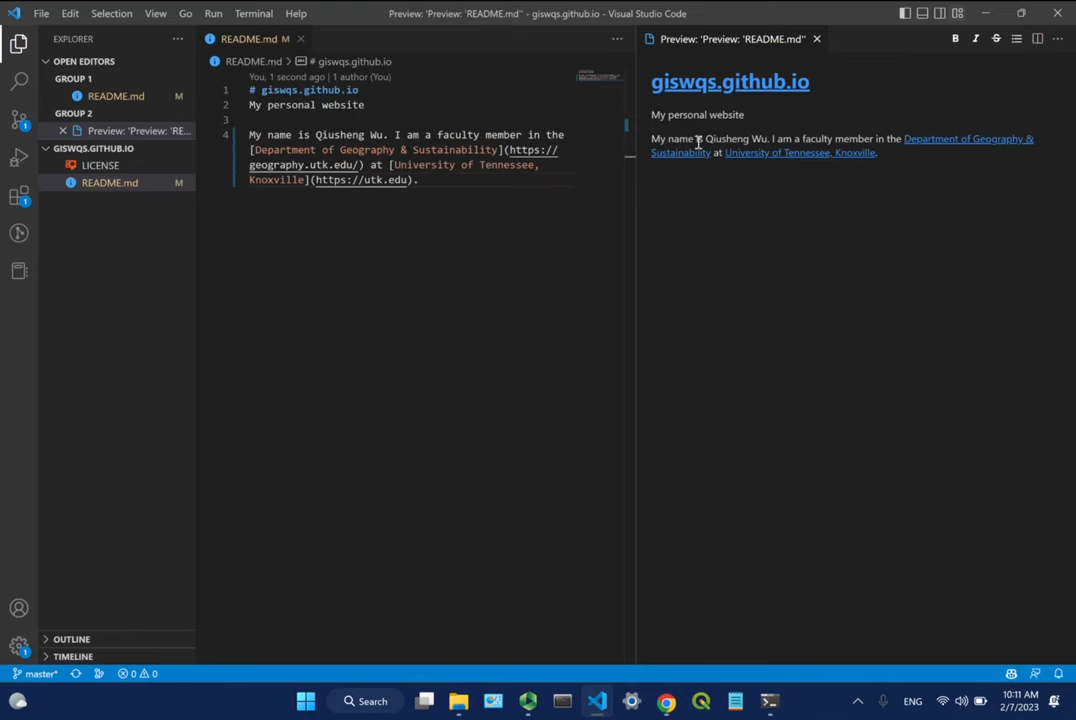 File Edit Selection View Go Run Terminal Help
Preview: 'Preview: 'README.md'' - giswqs.github.io - Visual Studio Code
EXPLORER
OPEN EDITORS
GROUP 1
README.md M
GROUP 2
Preview: 'Preview: 'RE...
GISWQS.GITHUB.IO
LICENSE
README.md M
OUTLINE
TIMELINE
README.md M
README.md > # giswqs.github.io
You, 1 second ago | 1 author (You)
1 # giswqs.github.io
2 My personal website
3
4 My name is Qiusheng Wu. I am a faculty member in the
[Department of Geography & Sustainability](https://
geography.utk.edu/) at [University of Tennessee,
Knoxville](https://utk.edu).
Preview: 'Preview: 'README.md''
giswqs.github.io
My personal website
My name is Qiusheng Wu. I am a faculty member in the Department of Geography &
Sustainability at University of Tennessee, Knoxville.
1
1
1
master* 0 0
Search
ENG
10:11 AM
2/7/2023